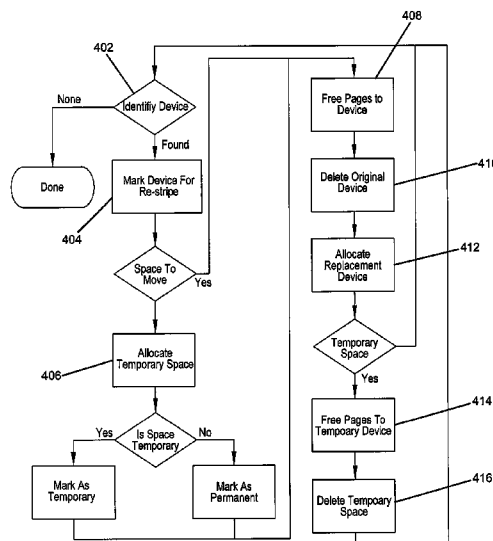 402
408
None
Identifiy Device
Free Pages to
Device
Found
Done
Mark Device For
Re-stripe
Delete Original
Device
410
404
412
Space To
Move
Yes
Allocate
Replacement
Device
Allocate
Temporary Space
406
Temporary
Space
Yes
414
Yes
Is Space
Temporary
No
Free Pages To
Tempoary Device
Mark As
Temporary
Mark As
Permanent
416
Delete Tempoary
Space